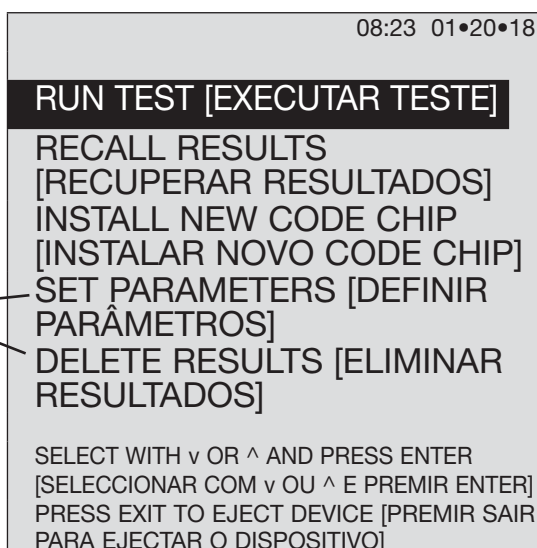 08:23 01•20•18
RUN TEST [EXECUTAR TESTE]
RECALL RESULTS
[RECUPERAR RESULTADOS]
INSTALL NEW CODE CHIP
[INSTALAR NOVO CODE CHIP]
SET PARAMETERS [DEFINIR
PARÂMETROS]
DELETE RESULTS [ELIMINAR
RESULTADOS]
SELECT WITH v OR ^ AND PRESS ENTER
[SELECCIONAR COM v OU ^ E PREMIR ENTER]
PRESS EXIT TO EJECT DEVICE [PREMIR SAIR
PARA EJECTAR O DISPOSITIVO]